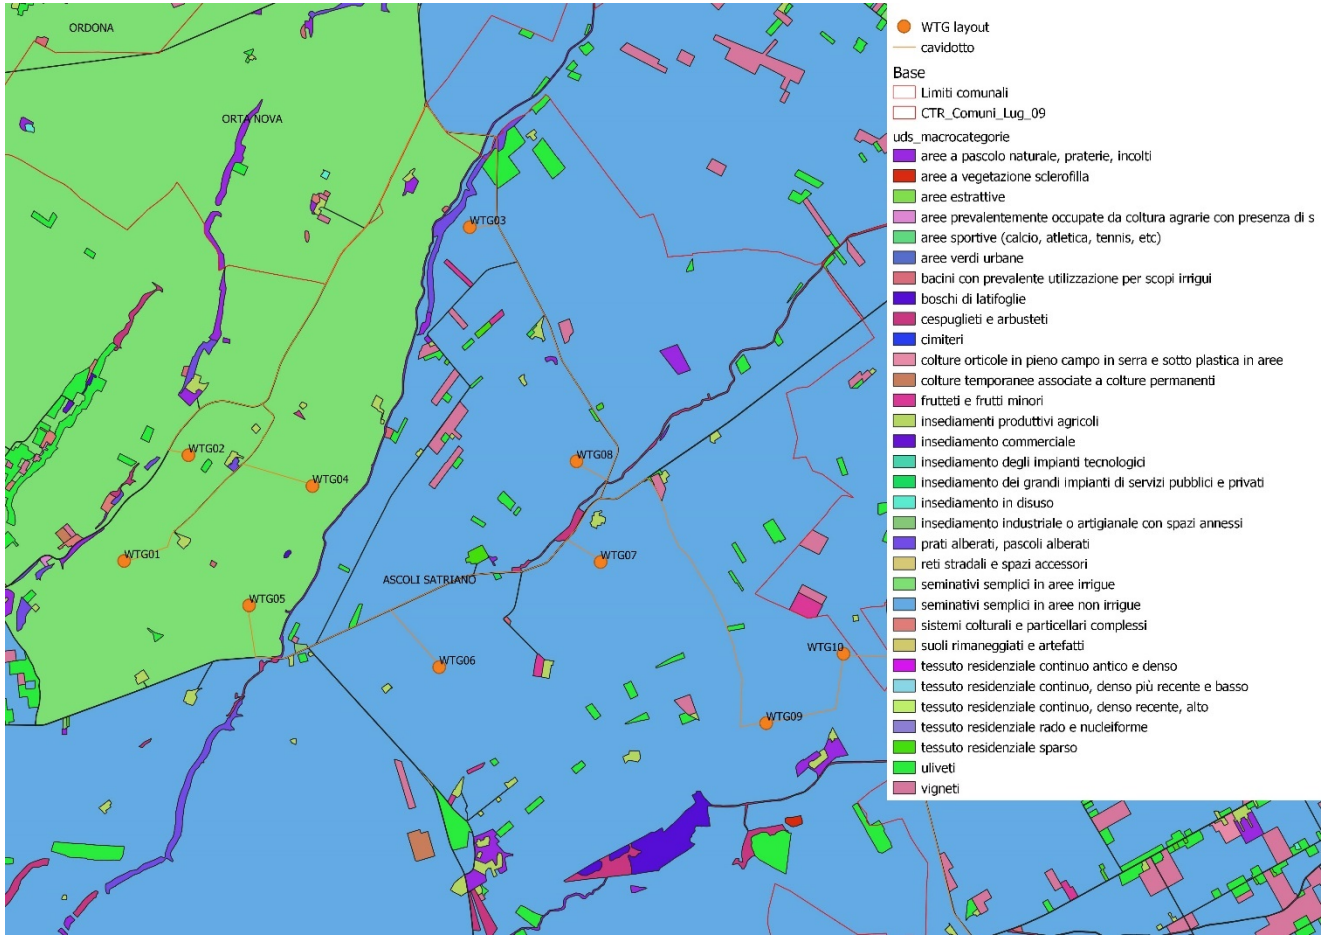 ORDONA
ORTA NOVA
WTG03
WTG02
WTG04
WTG08
WTG01
WTG07
ASCOLI SATRIANO
WTG05
WTG06
WTG10
WTG09
WTG layout
cavidotto
Base
Limiti comunali
CTR_Comuni_Lug_09
uds_macrocategorie
aree a pascolo naturale, praterie, incolti
aree a vegetazione sclerofilla
aree estrattive
aree prevalentemente occupate da coltura agrarie con presenza di s
aree sportive (calcio, atletica, tennis, etc)
aree verdi urbane
bacini con prevalente utilizzazione per scopi irrigui
boschi di latifoglie
cespuglieti e arbusteti
cimiteri
colture orticole in pieno campo in serra e sotto plastica in aree
colture temporanee associate a colture permanenti
frutteti e frutti minori
insediamenti produttivi agricoli
insediamento commerciale
insediamento degli impianti tecnologici
insediamento dei grandi impianti di servizi pubblici e privati
insediamento in disuso
insediamento industriale o artigianale con spazi annessi
prati alberati, pascoli alberati
reti stradali e spazi accessori
seminativi semplici in aree irrigue
seminativi semplici in aree non irrigue
sistemi colturali e particellari complessi
suoli rimaneggiati e artefatti
tessuto residenziale continuo antico e denso
tessuto residenziale continuo, denso più recente e basso
tessuto residenziale continuo, denso recente, alto
tessuto residenziale rado e nucleiforme
tessuto residenziale sparso
uliveti
vigneti